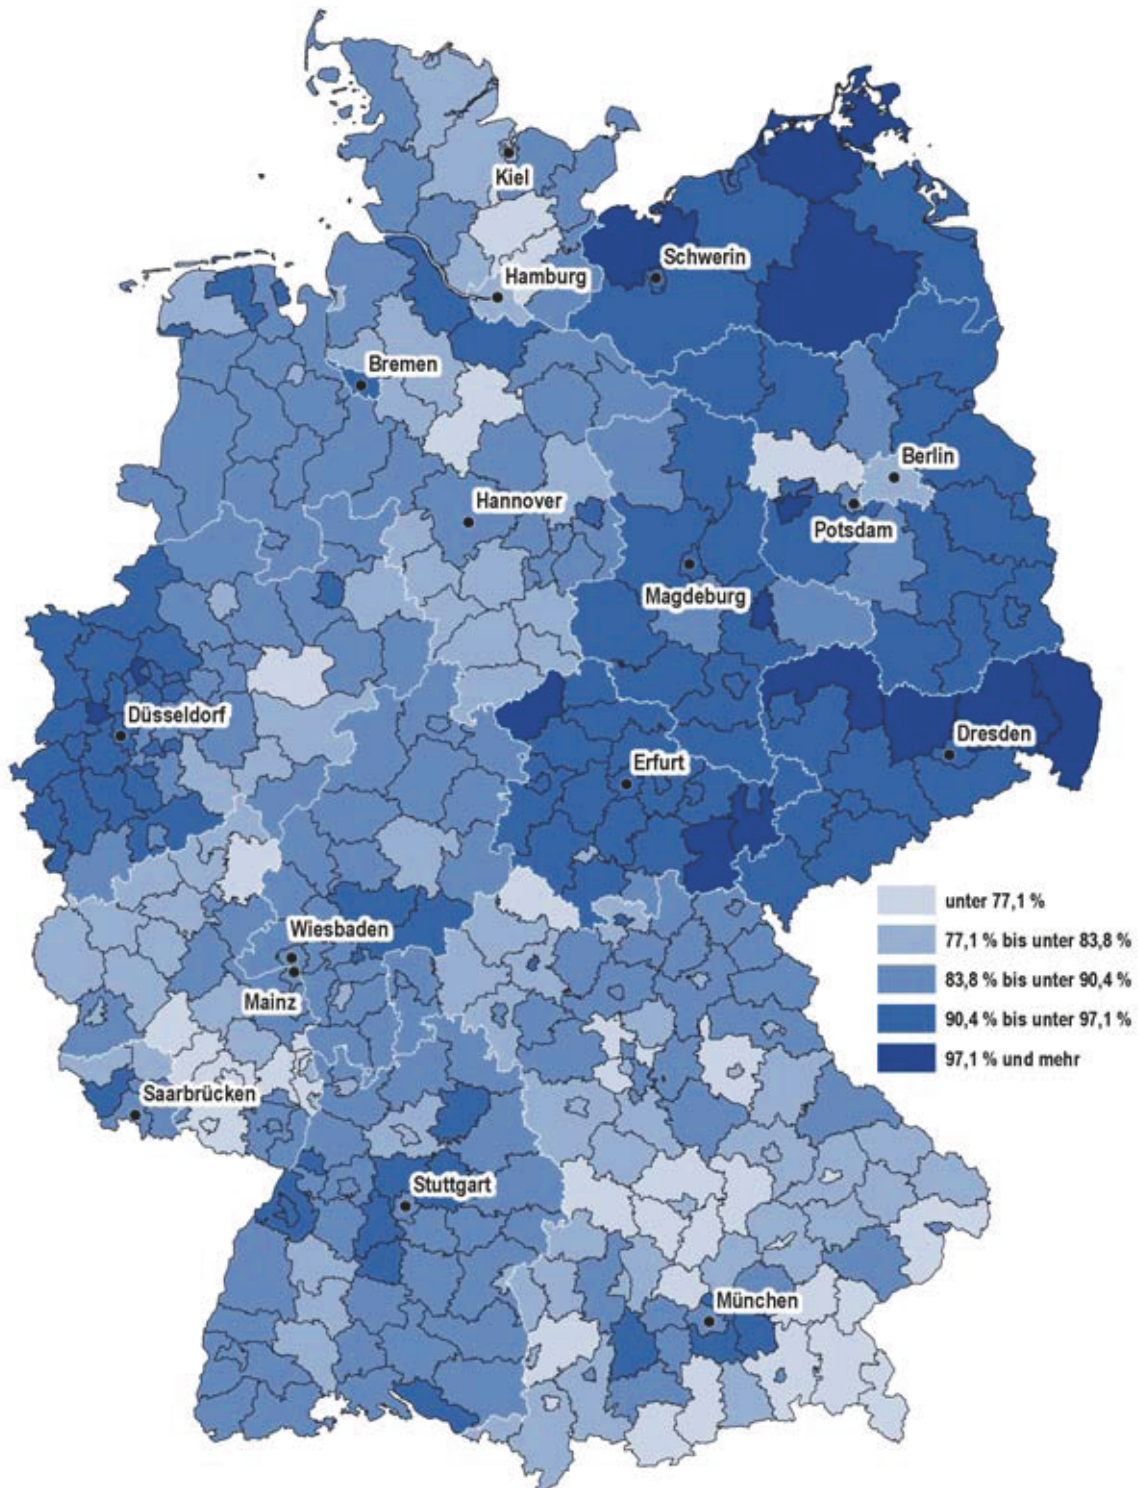 Kiel
Schwerin
Hamburg
Bremen
Berlin
Hannover
Potsdam
Magdeburg
Düsseldorf
Dresden
Erfurt
unter 77,1 %
Wiesbaden
77,1 % bis unter 83,8 %
83,8 % bis unter 90,4 %
Mainz
90,4 % bis unter 97,1 %
97,1 % und mehr
Saarbrücken
Stuttgart
München